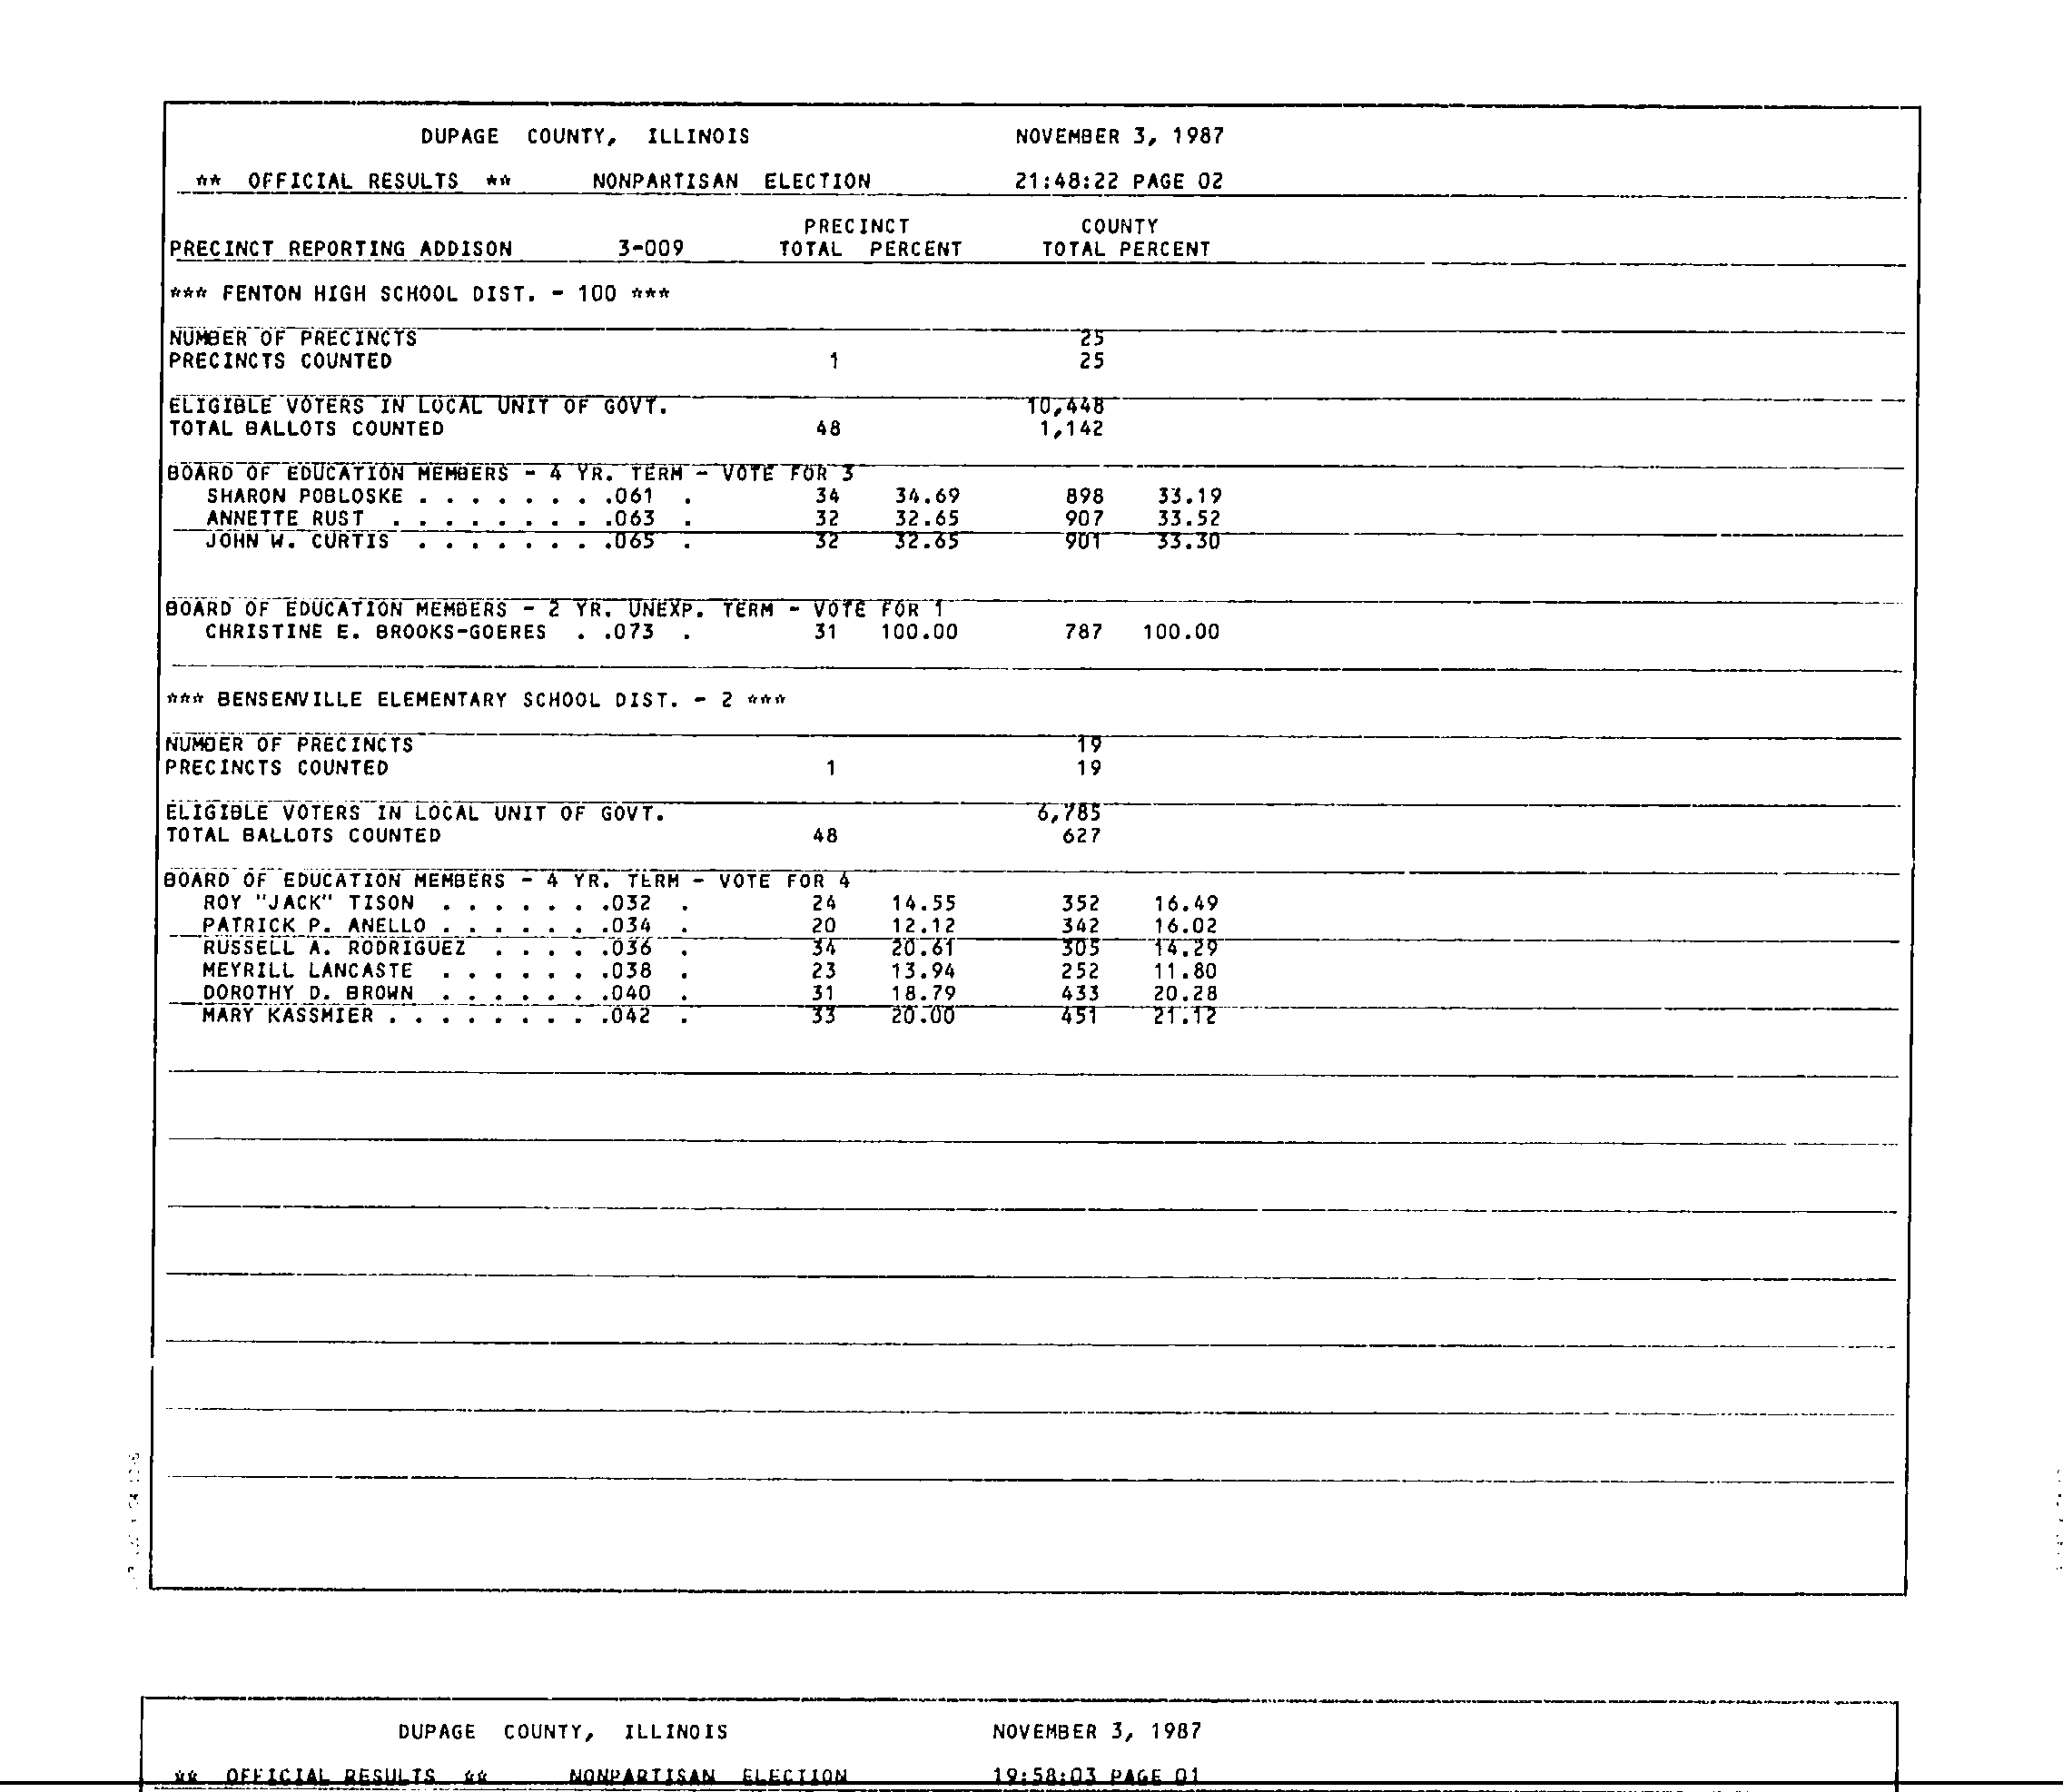 DUPAGE COUNTY, ILLINOIS NOVEMBER 3, 1987
** OFFICIAL RESULTS ** NONPARTISAN ELECTION 21:48:22 PAGE 02
PRECINCT COUNTY
PRECINCT REPORTING ADDISON 3-009 TOTAL PERCENT TOTAL PERCENT
*** FENTON HIGH SCHOOL DIST. - 100 ***
NUMBER OF PRECINCTS 25
PRECINCTS COUNTED 1 25
ELIGIBLE VOTERS IN LOCAL UNIT OF GOVT. 10,448
TOTAL BALLOTS COUNTED 48 1,142
BOARD OF EDUCATION MEMBERS - 4 YR. TERM - VOTE FOR 3
SHARON POBLOSKE . . . . . . . .061 . 34 34.69 898 33.19
ANNETTE RUST . . . . . . . . .063 . 32 32.65 907 33.52
JOHN W. CURTIS . . . . . . . .065 . 32 32.65 901 33.30
BOARD OF EDUCATION MEMBERS - 2 YR. UNEXP. TERM - VOTE FOR 1
CHRISTINE E. BROOKS-GOERES . .073 . 31 100.00 787 100.00
*** BENSENVILLE ELEMENTARY SCHOOL DIST. - 2 ***
NUMBER OF PRECINCTS 19
PRECINCTS COUNTED 1 19
ELIGIBLE VOTERS IN LOCAL UNIT OF GOVT. 6,785
TOTAL BALLOTS COUNTED 48 627
BOARD OF EDUCATION MEMBERS - 4 YR. TERM - VOTE FOR 4
ROY "JACK" TISON . . . . . . .032 . 24 14.55 352 16.49
PATRICK P. ANELLO . . . . . . .034 . 20 12.12 342 16.02
RUSSELL A. RODRIGUEZ . . . . .036 . 34 20.61 305 14.29
MEYRILL LANCASTE . . . . . . .038 . 23 13.94 252 11.80
DOROTHY D. BROWN . . . . . . .040 . 31 18.79 433 20.28
MARY KASSMIER . . . . . . . . .042 . 33 20.00 451 21.12
DUPAGE COUNTY, ILLINOIS NOVEMBER 3, 1987
** OFFICIAL RESULTS ** NONPARTISAN ELECTION 19:58:03 PAGE 01